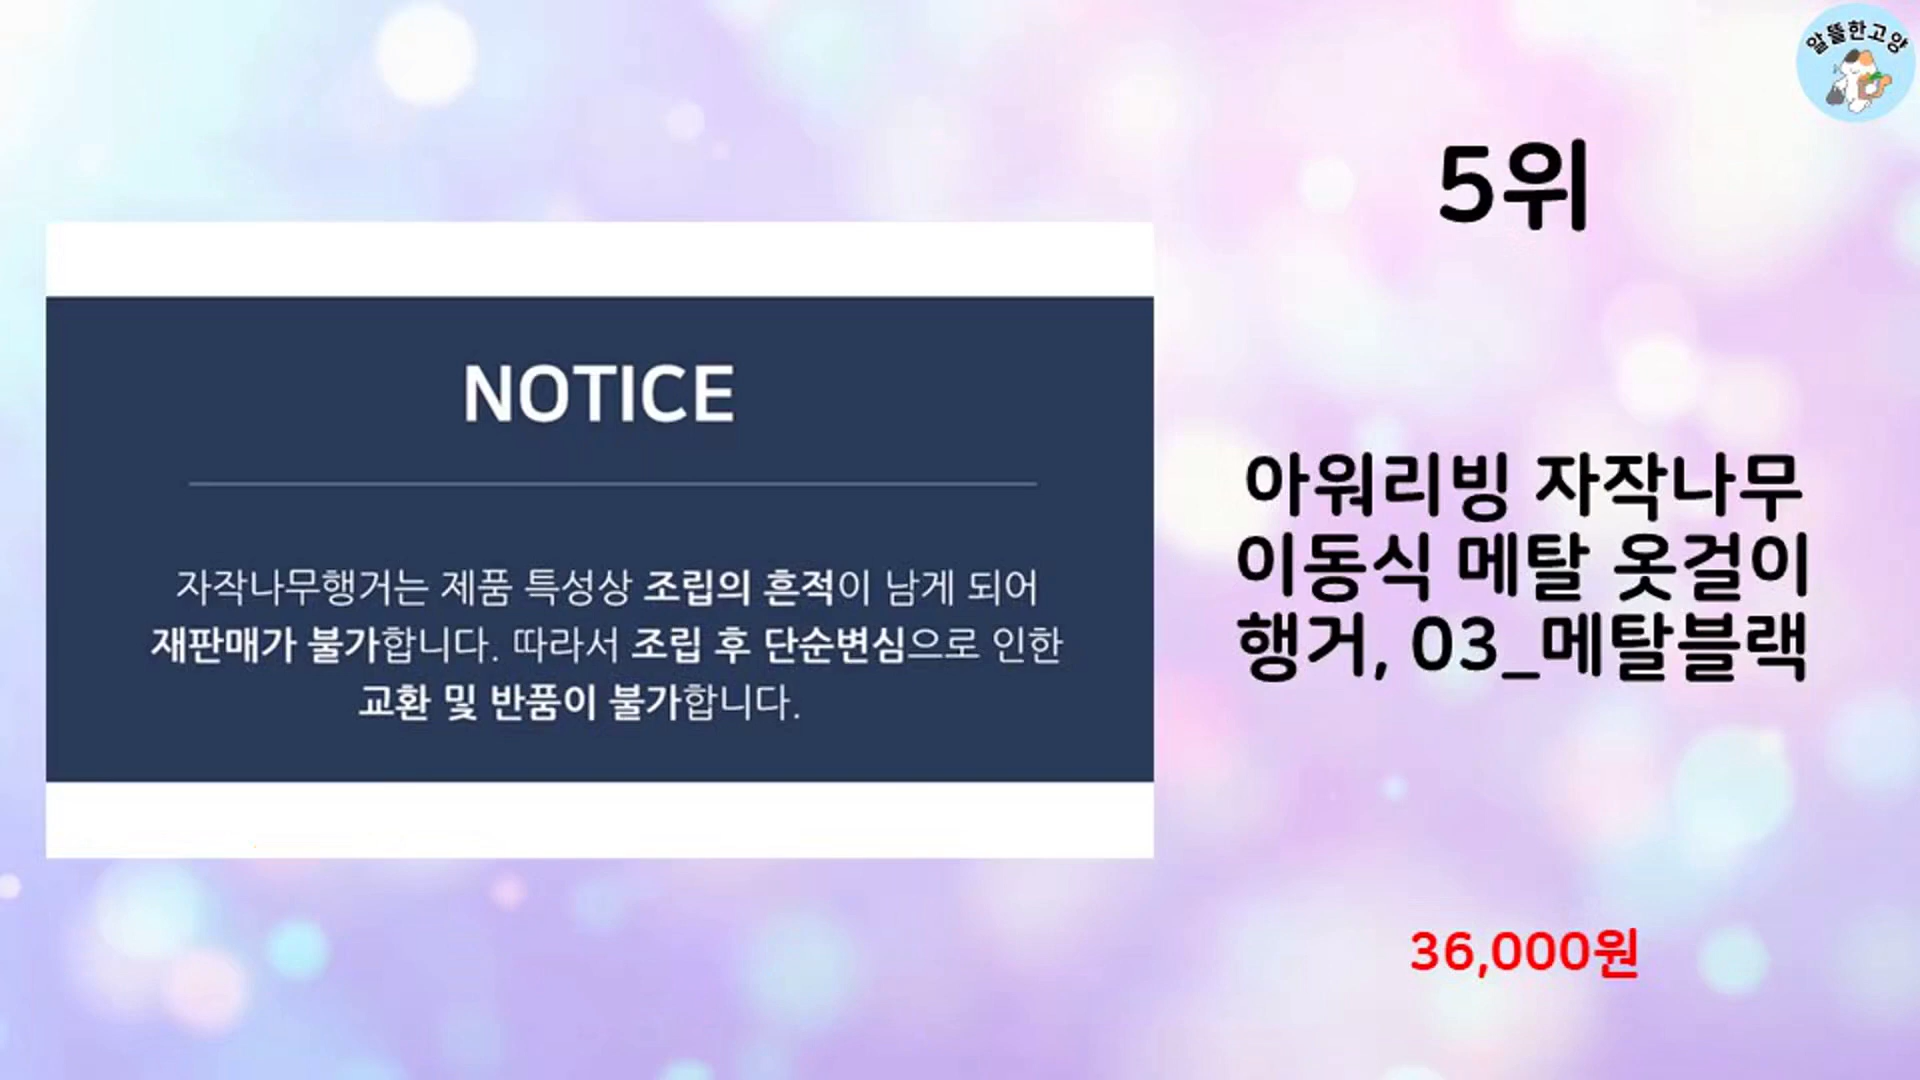 알뜰한고양
5위
NOTICE
자작나무행거는 제품 특성상 조립의 흔적이 남게 되어
재판매가 불가합니다. 따라서 조립 후 단순변심으로 인한
교환 및 반품이 불가합니다.
아워리빙 자작나무
이동식 메탈 옷걸이
행거, 03_메탈블랙
36,000원